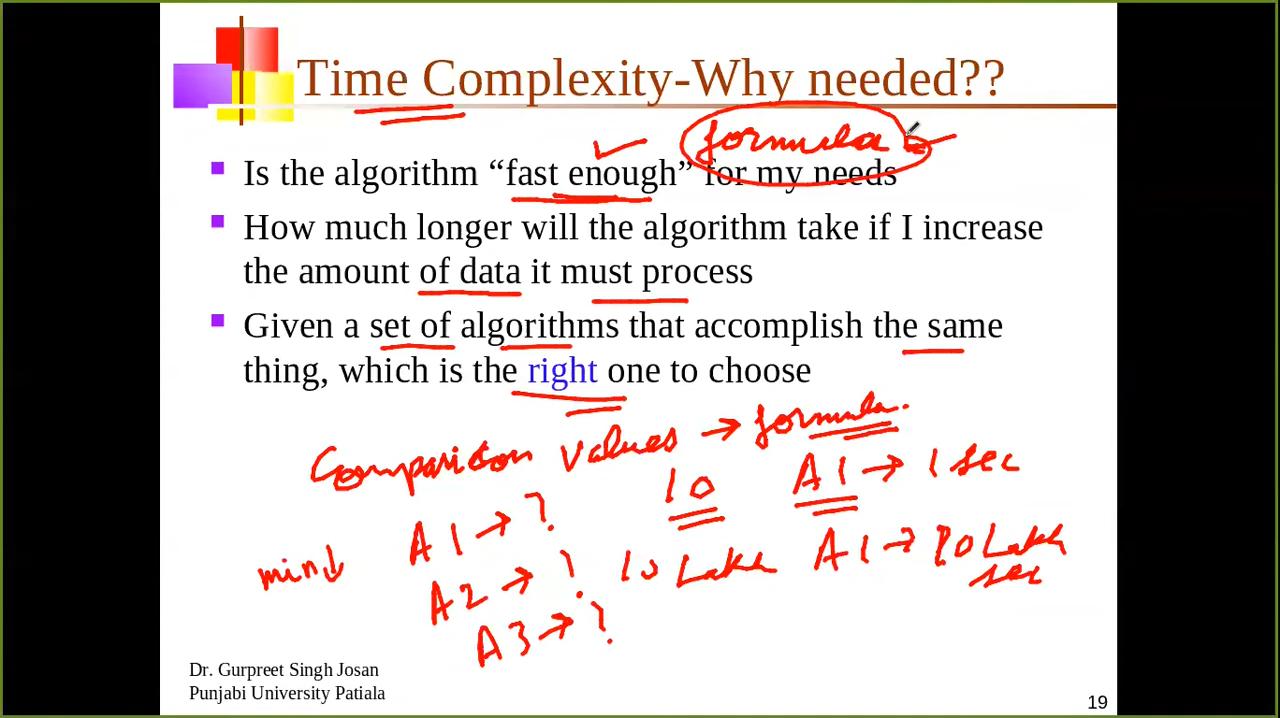 Time Complexity-Why needed??
formula
Is the algorithm “fast enough” for my needs
How much longer will the algorithm take if I increase
the amount of data it must process
Given a set of algorithms that accomplish the same
thing, which is the right one to choose
Comparison values → formula.
10 A1 → 1 sec
A1 → ?
min↓ A2 → ? 10 Lakh A1 → 10 Lakh
sec
A3 → ?
Dr. Gurpreet Singh Josan
Punjabi University Patiala
19